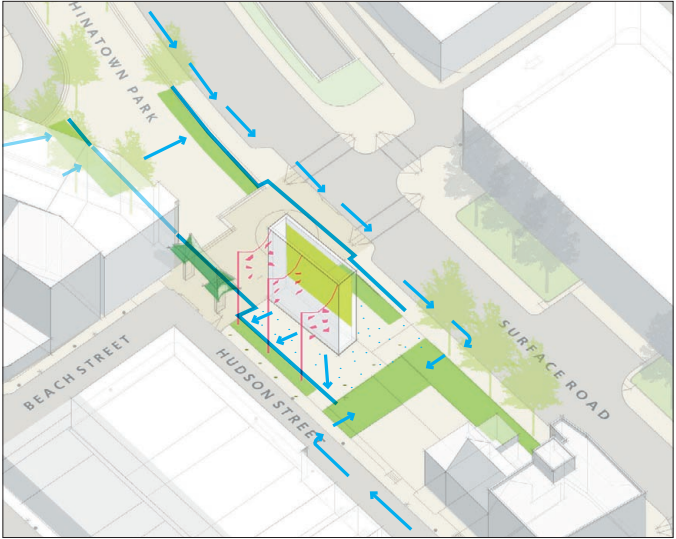 HINATOWN PARK
BEACH STREET
HUDSON STREET
SURFACE ROAD